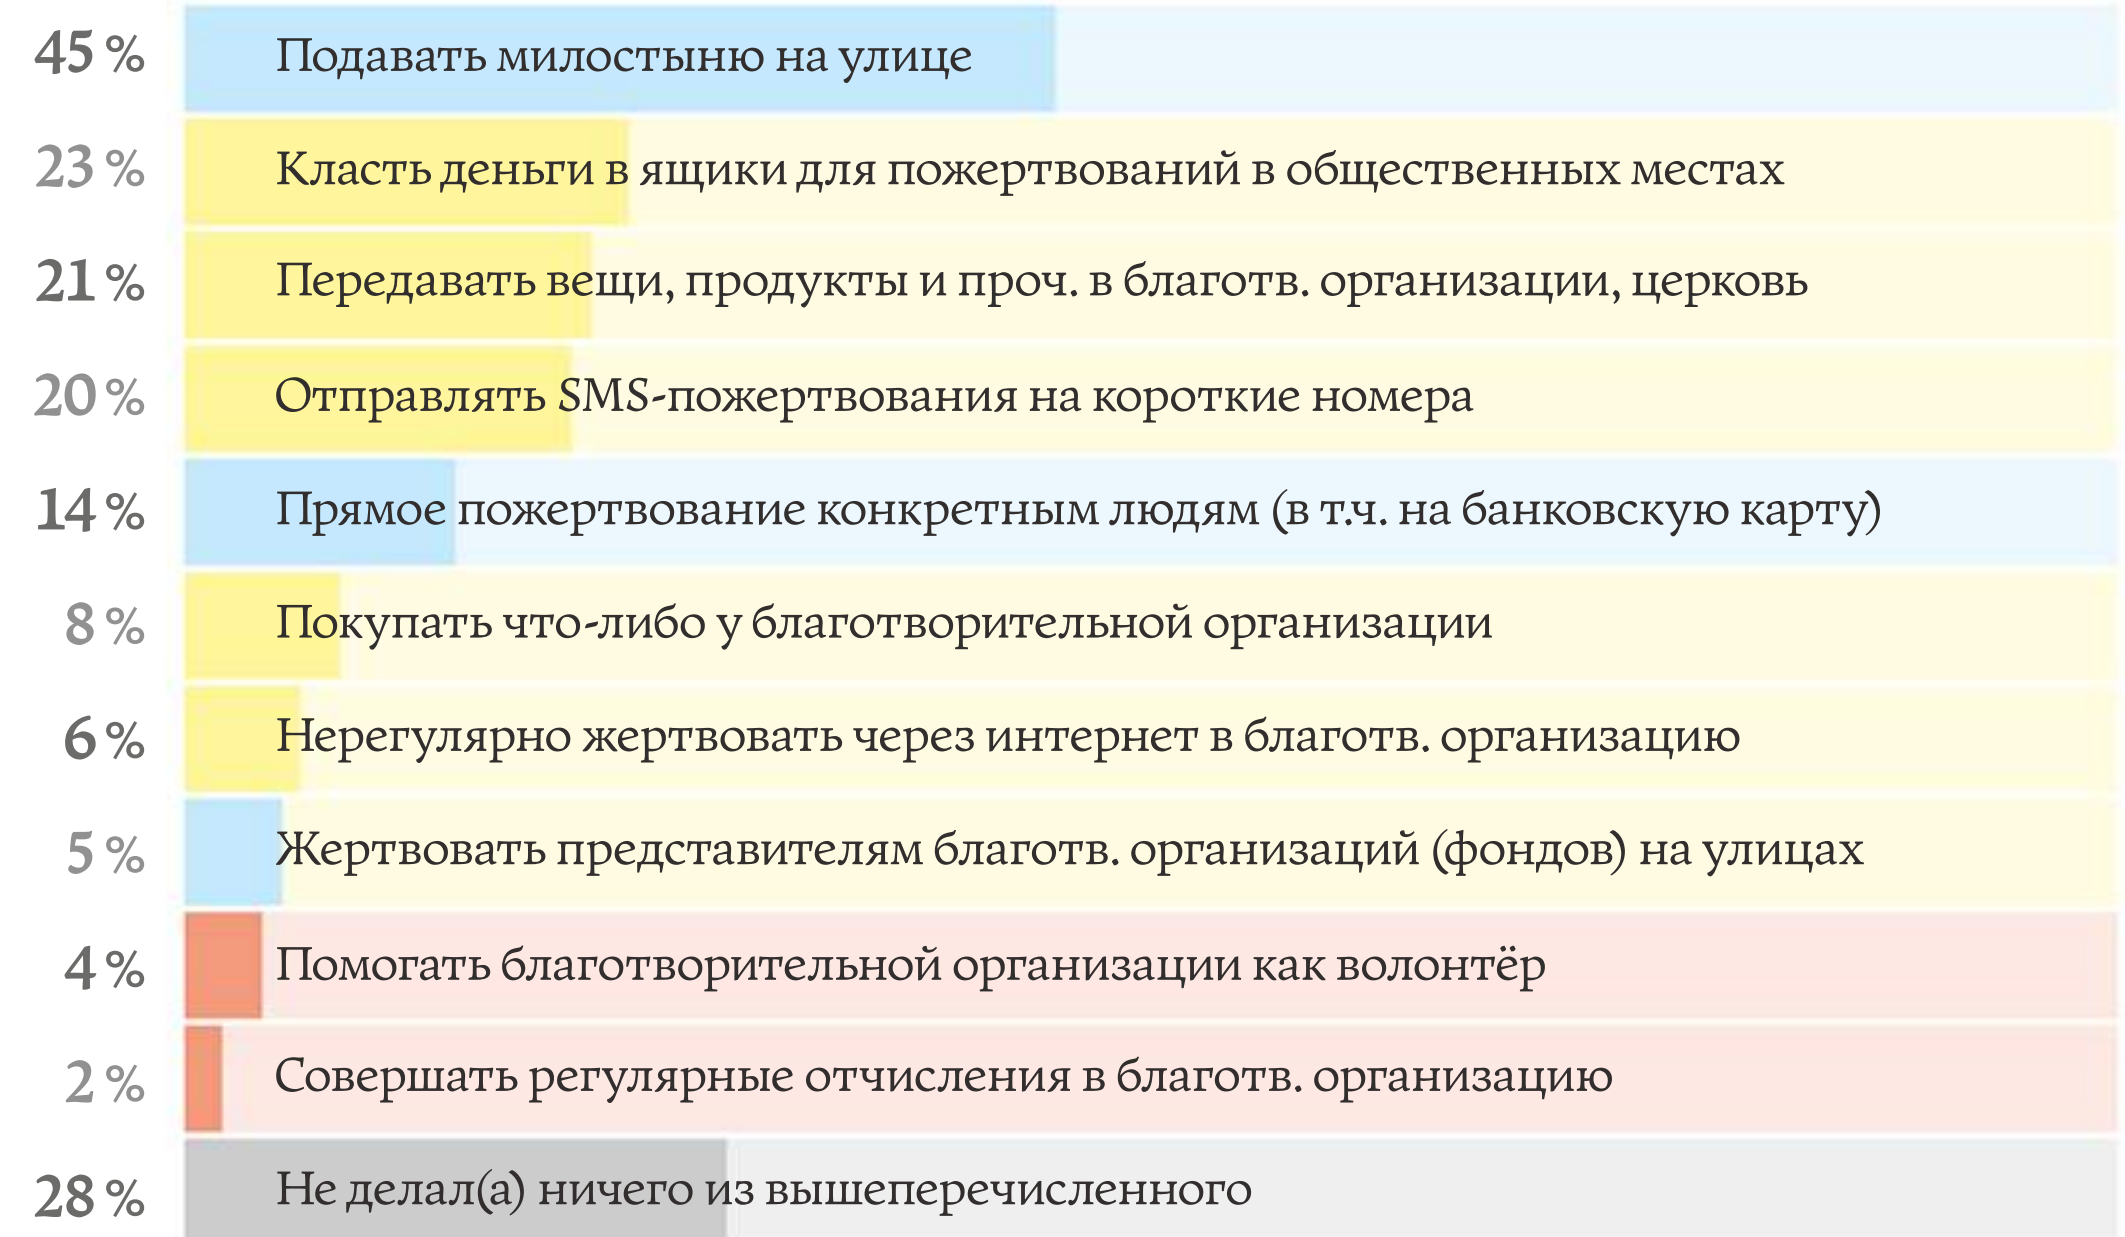 45 % Подавать милостыню на улице
23 % Класть деньги в ящики для пожертвований в общественных местах
21 % Передавать вещи, продукты и проч. в благотв. организации, церковь
20 % Отправлять SMS-пожертвования на короткие номера
14 % Прямое пожертвование конкретным людям (в т.ч. на банковскую карту)
8 % Покупать что-либо у благотворительной организации
6 % Нерегулярно жертвовать через интернет в благотв. организацию
5 % Жертвовать представителям благотв. организаций (фондов) на улицах
4 % Помогать благотворительной организации как волонтёр
2 % Совершать регулярные отчисления в благотв. организацию
28 % Не делал(а) ничего из вышеперечисленного